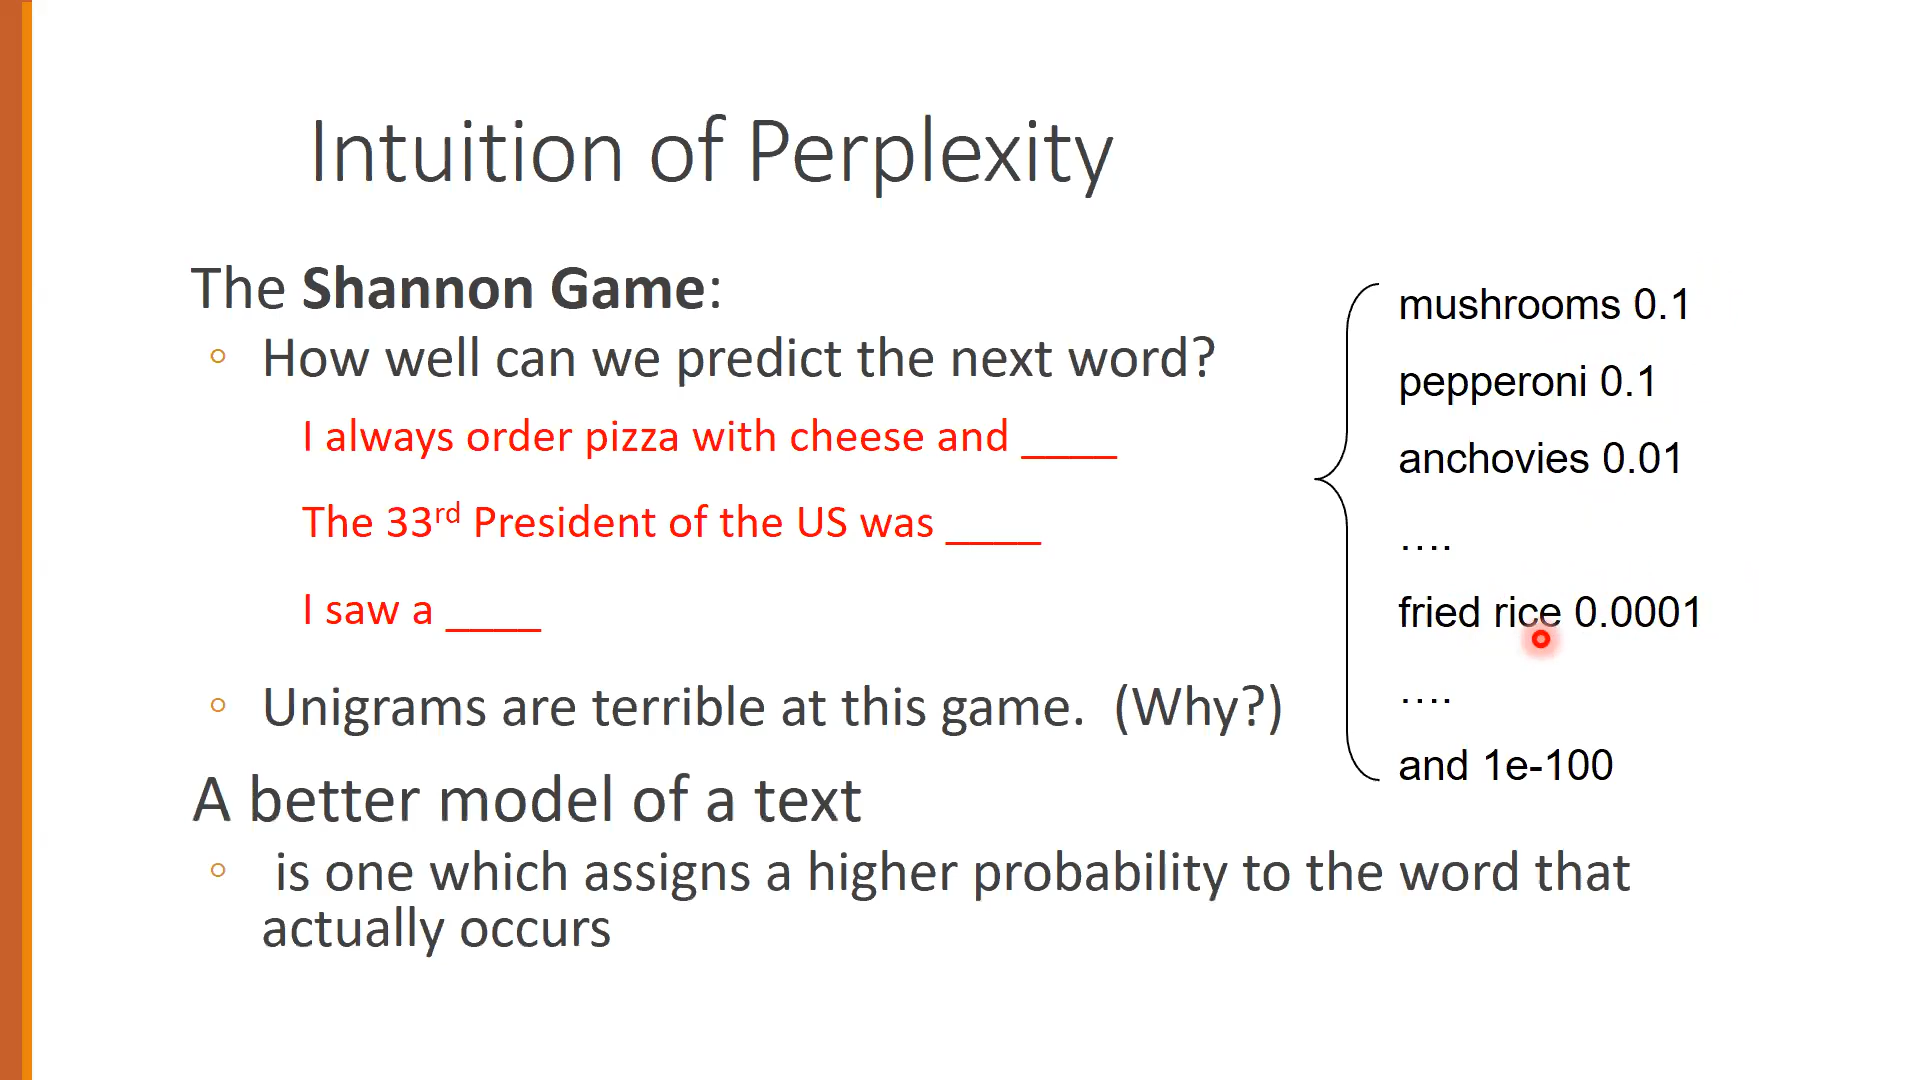 Intuition of Perplexity
The Shannon Game:
How well can we predict the next word?
I always order pizza with cheese and ____
The 33rd President of the US was ____
I saw a ____
Unigrams are terrible at this game. (Why?)
A better model of a text
is one which assigns a higher probability to the word that
actually occurs
mushrooms 0.1
pepperoni 0.1
anchovies 0.01
….
fried rice 0.0001
….
and 1e-100